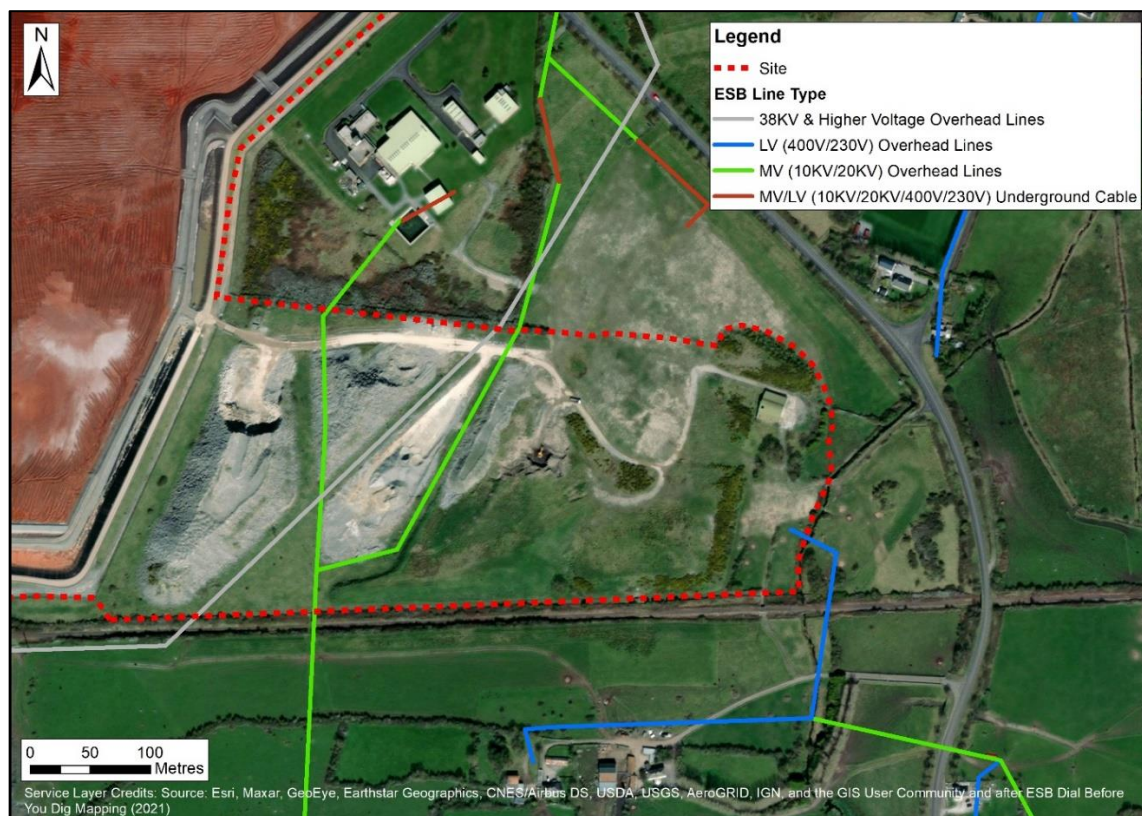 N
Legend
Site
ESB Line Type
38KV & Higher Voltage Overhead Lines
LV (400V/230V) Overhead Lines
MV (10KV/20KV) Overhead Lines
MV/LV (10KV/20KV/400V/230V) Underground Cable
0 50 100
Metres
Service Layer Credits: Source: Esri, Maxar, GeoEye, Earthstar Geographics, CNES/Airbus DS, USDA, USGS, AeroGRID, IGN, and the GIS User Community and after ESB Dial Before
You Dig Mapping (2021)